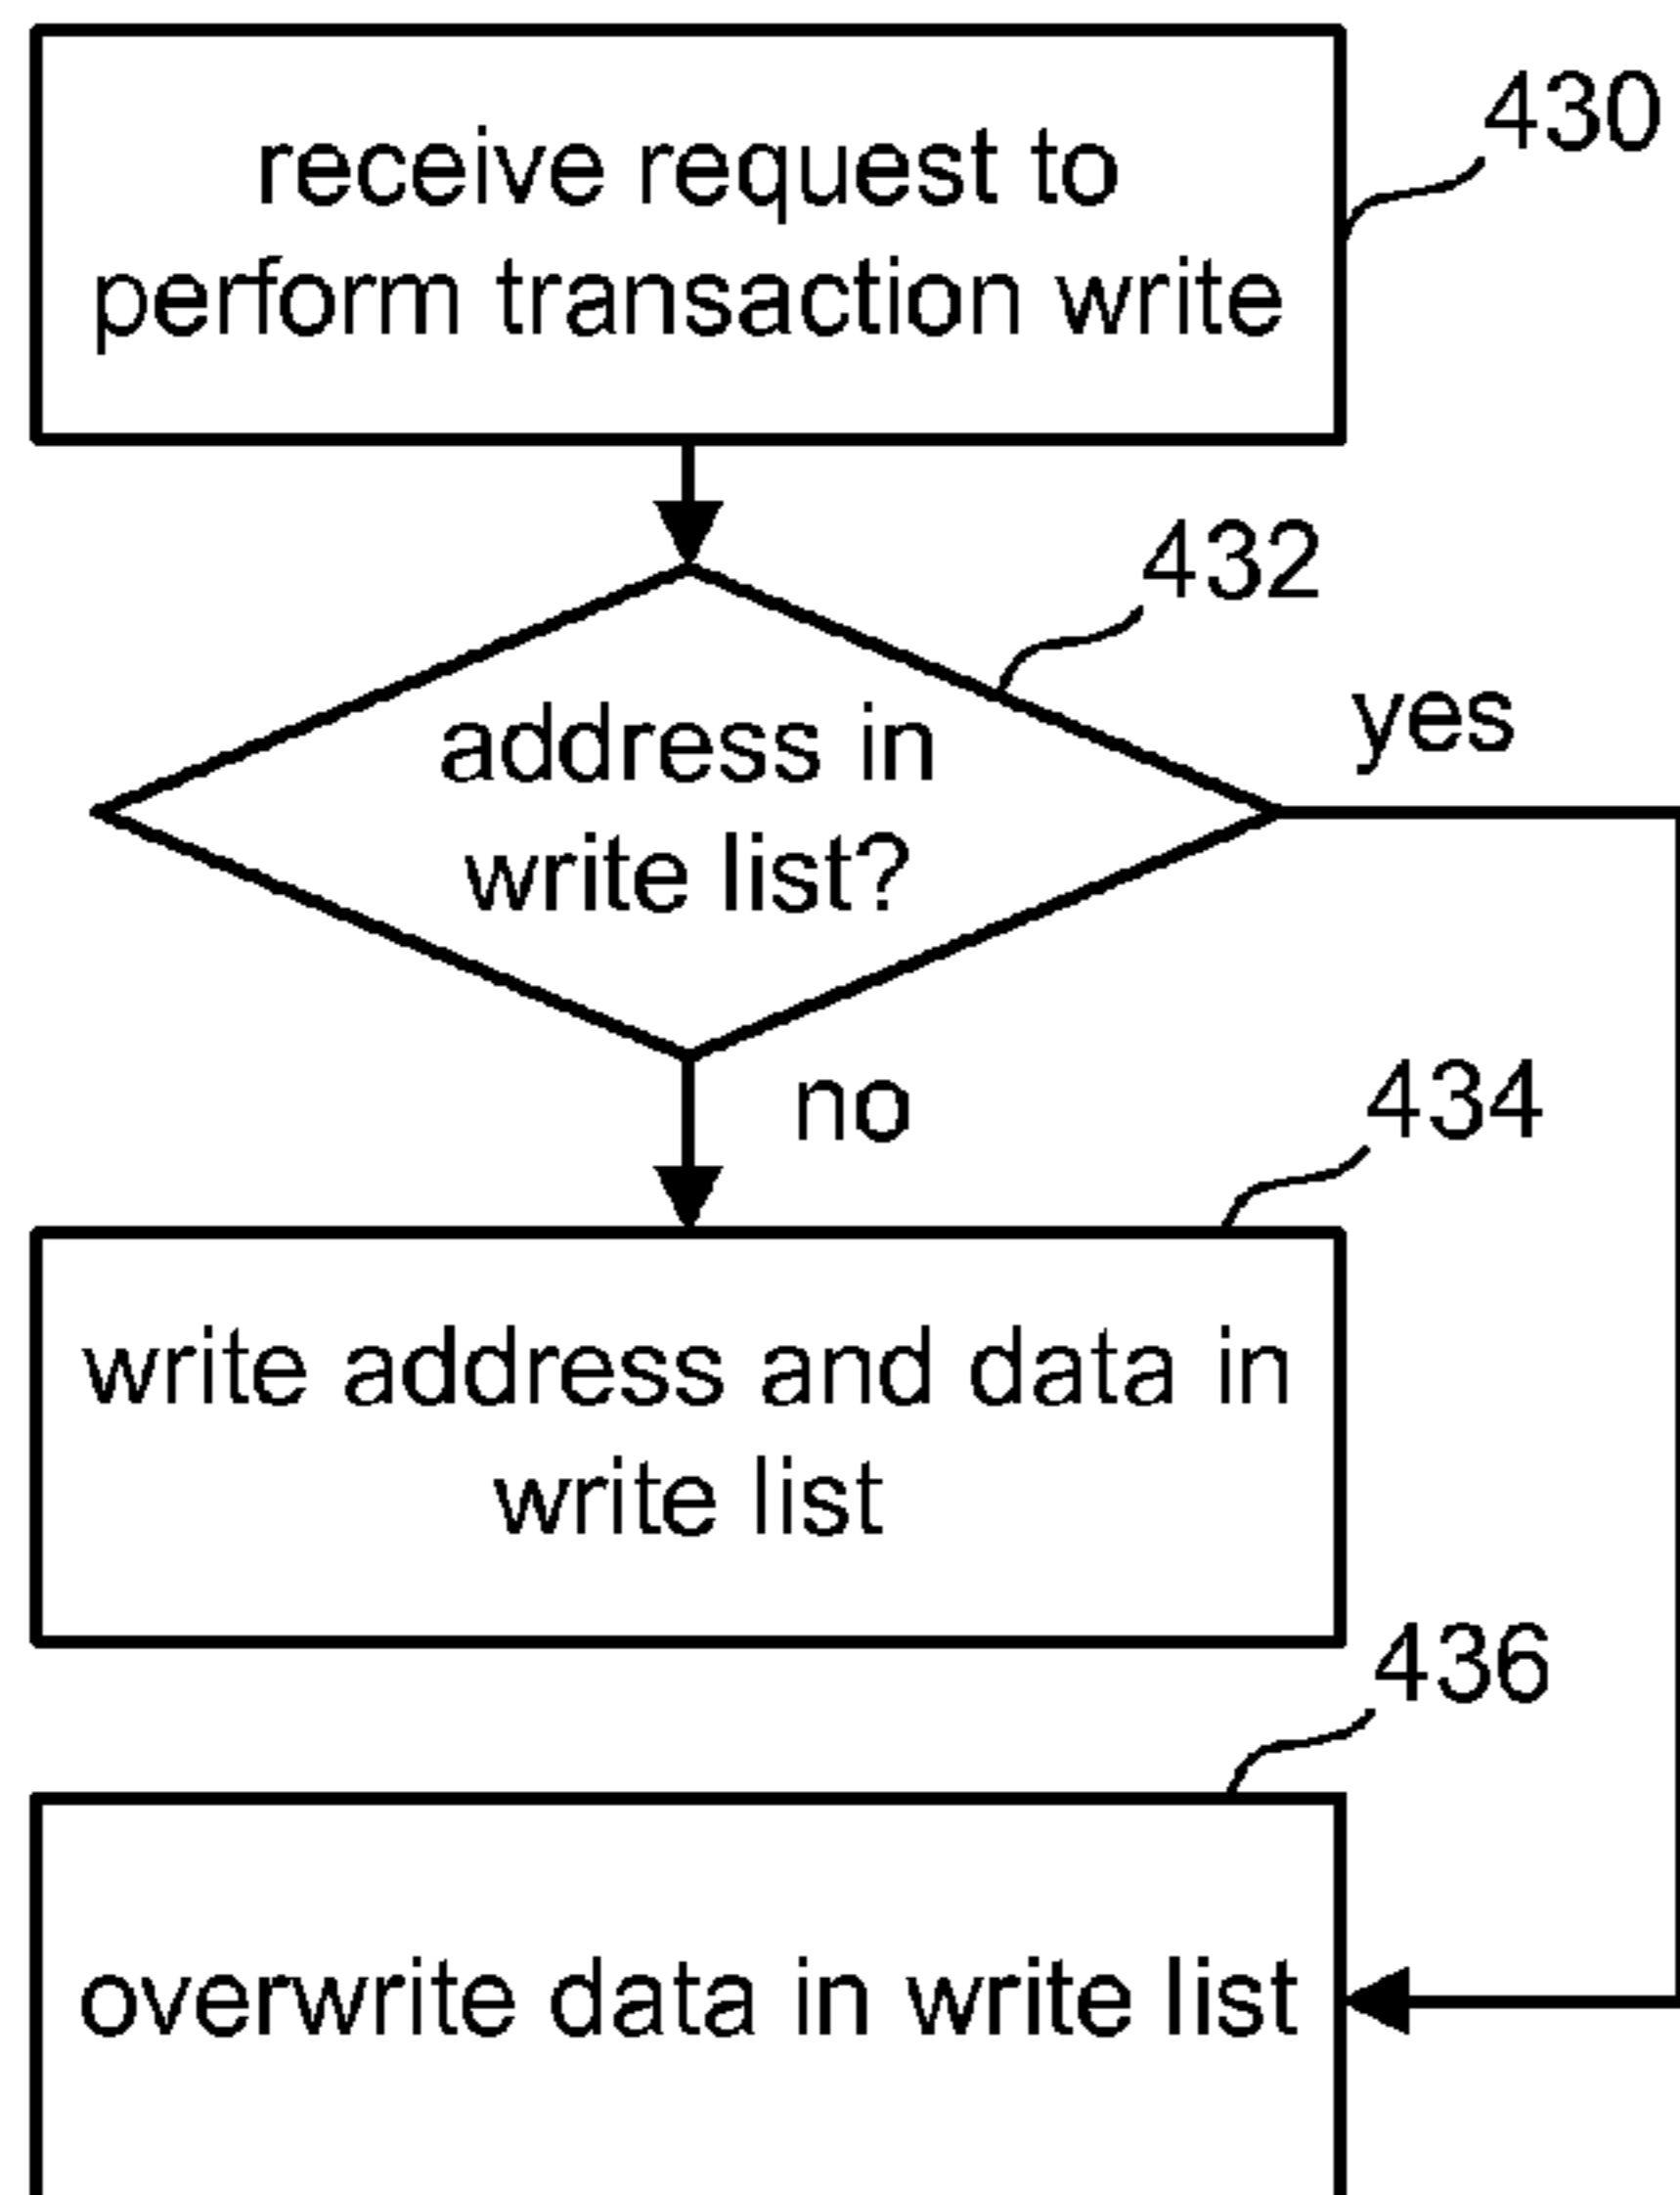 receive request to
perform transaction write
430
432
address in
write list?
yes
no
434
write address and data in
write list
436
overwrite data in write list